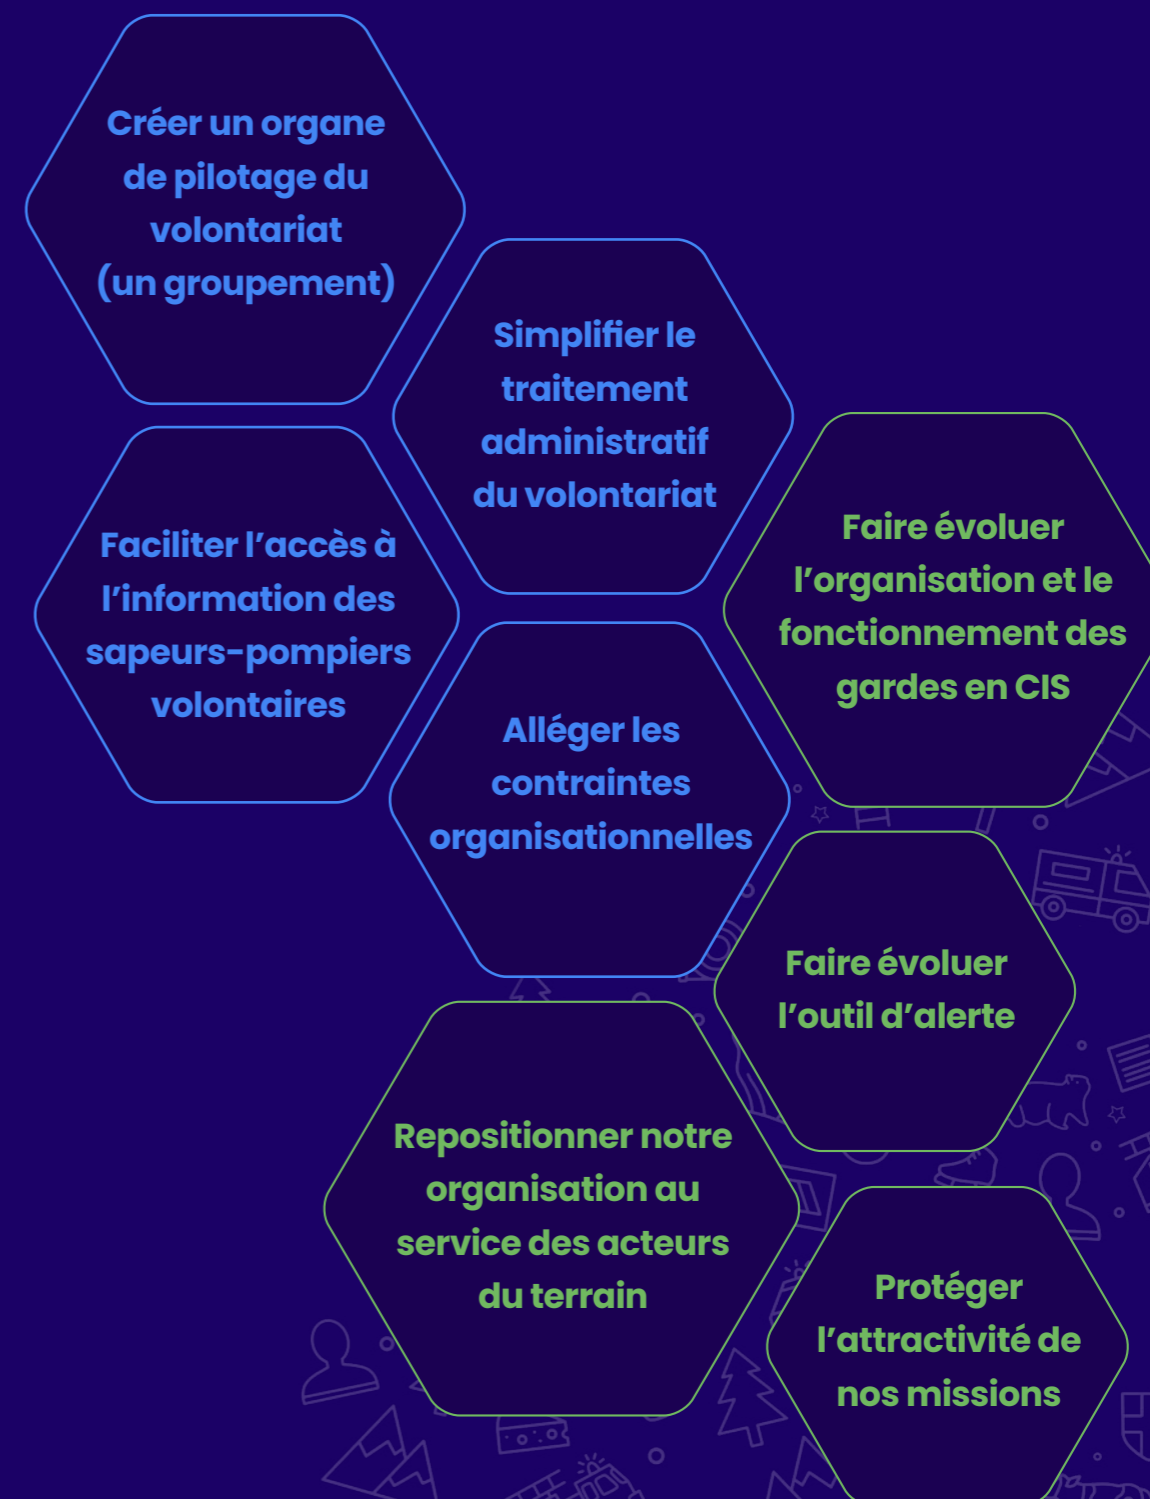 Créer un organe
de pilotage du
volontariat
(un groupement)
Simplifier le
traitement
administratif
du volontariat
Faciliter l’accès à
l’information des
sapeurs-pompiers
volontaires
Alléger les
contraintes
organisationnelles
Faire évoluer
l’organisation et le
fonctionnement des
gardes en CIS
Faire évoluer
l’outil d’alerte
Repositionner notre
organisation au
service des acteurs
du terrain
Protéger
l’attractivité de
nos missions